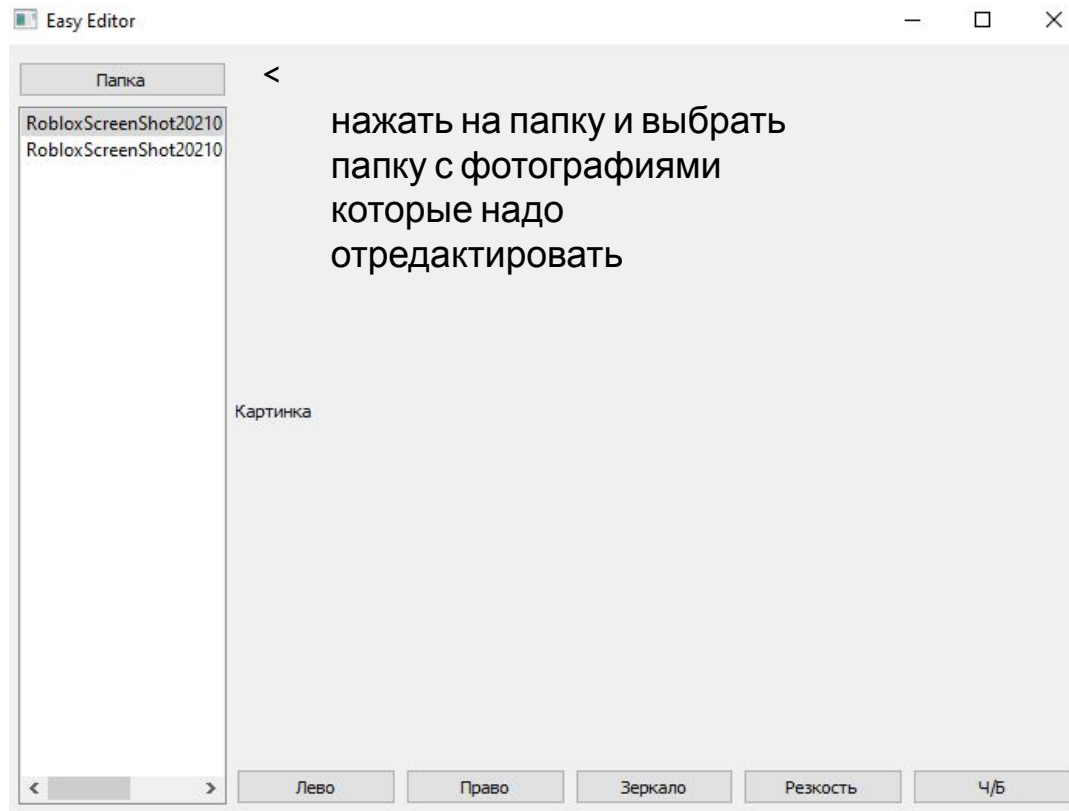 Easy Editor
Папка
<
RobloxScreenShot20210
RobloxScreenShot20210
нажать на папку и выбрать
папку с фотографиями
которые надо
отредактировать
Картинка
Лево Право Зеркало Резкость Ч/Б